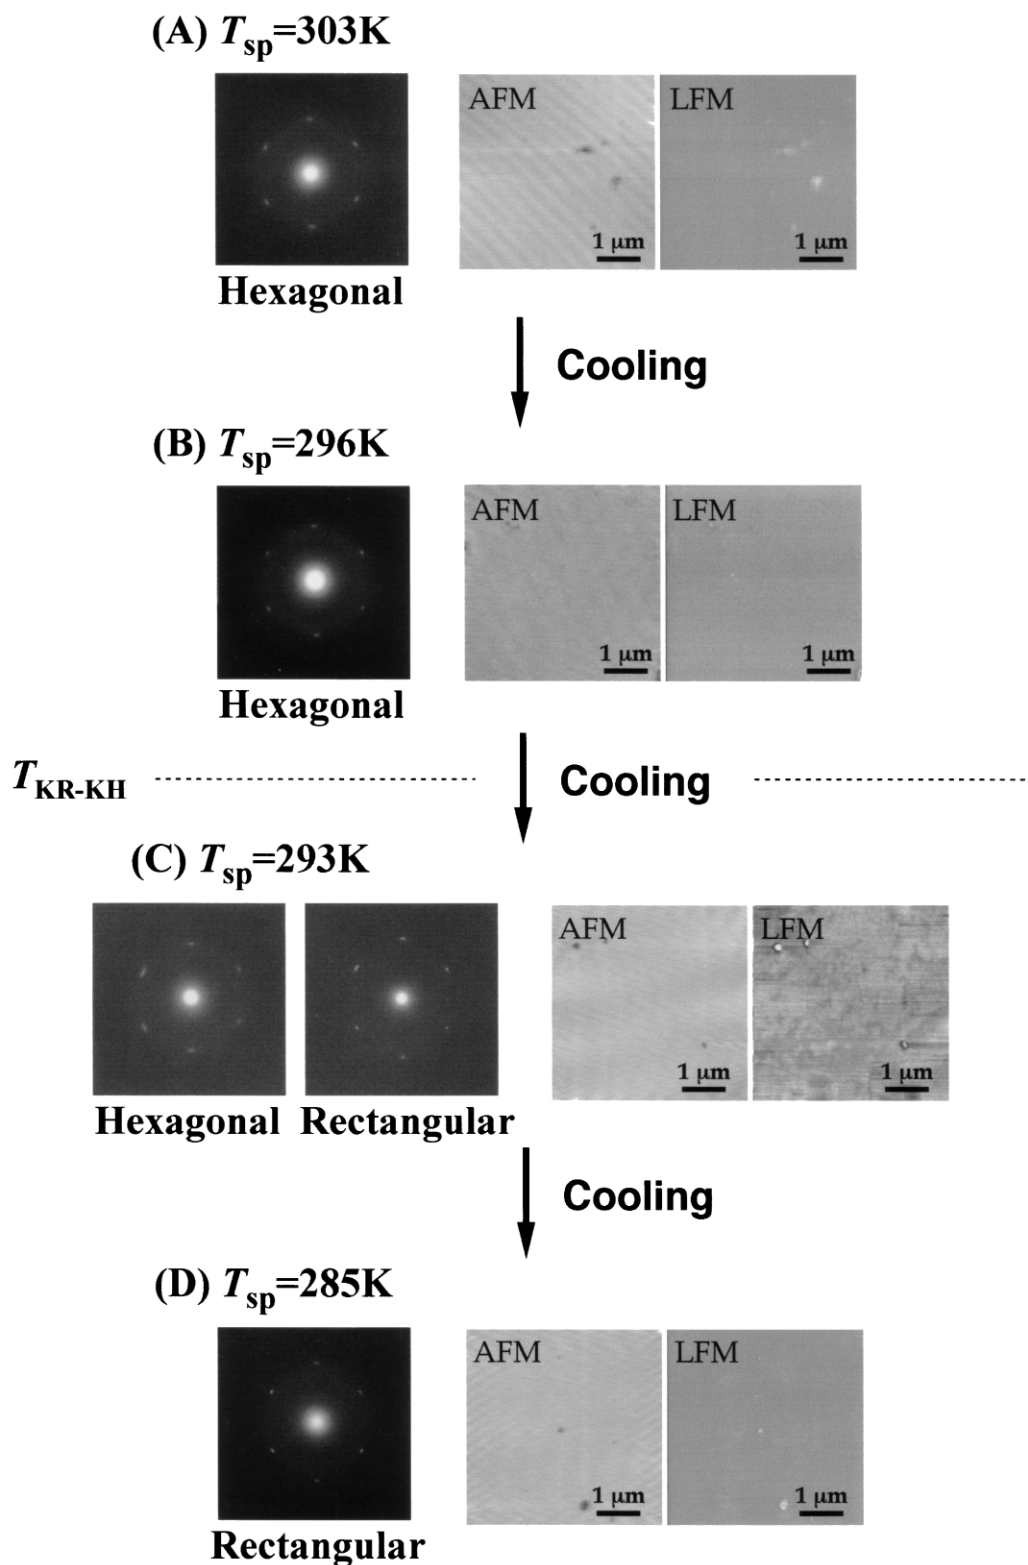 (A) Tsp=303K
AFM LFM
1 µm 1 µm
Hexagonal
Cooling
(B) Tsp=296K
AFM LFM
1 µm 1 µm
Hexagonal
TKR-KH Cooling
(C) Tsp=293K
AFM LFM
1 µm 1 µm
Hexagonal Rectangular
Cooling
(D) Tsp=285K
AFM LFM
1 µm 1 µm
Rectangular